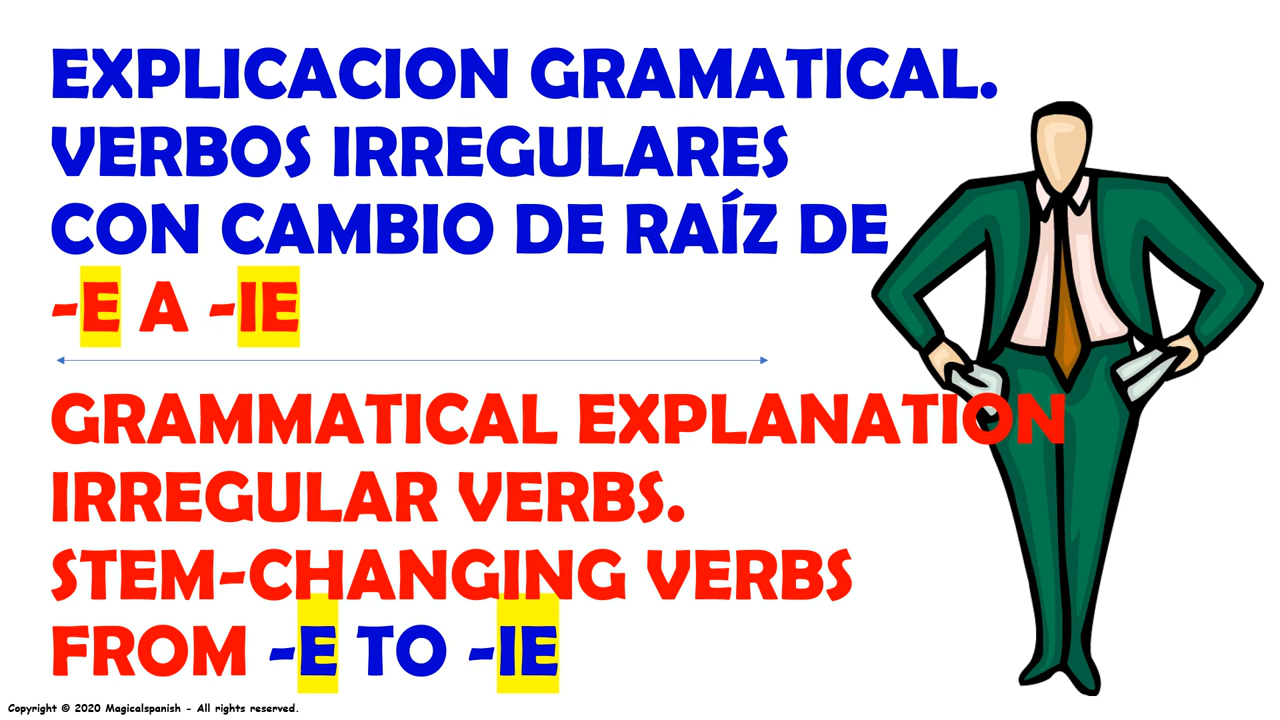 EXPLICACION GRAMATICAL.
VERBOS IRREGULARES
CON CAMBIO DE RAÍZ DE
-E A -IE
GRAMMATICAL EXPLANATION
IRREGULAR VERBS.
STEM-CHANGING VERBS
FROM -E TO -IE
Copyright © 2020 Magicalspanish - All rights reserved.